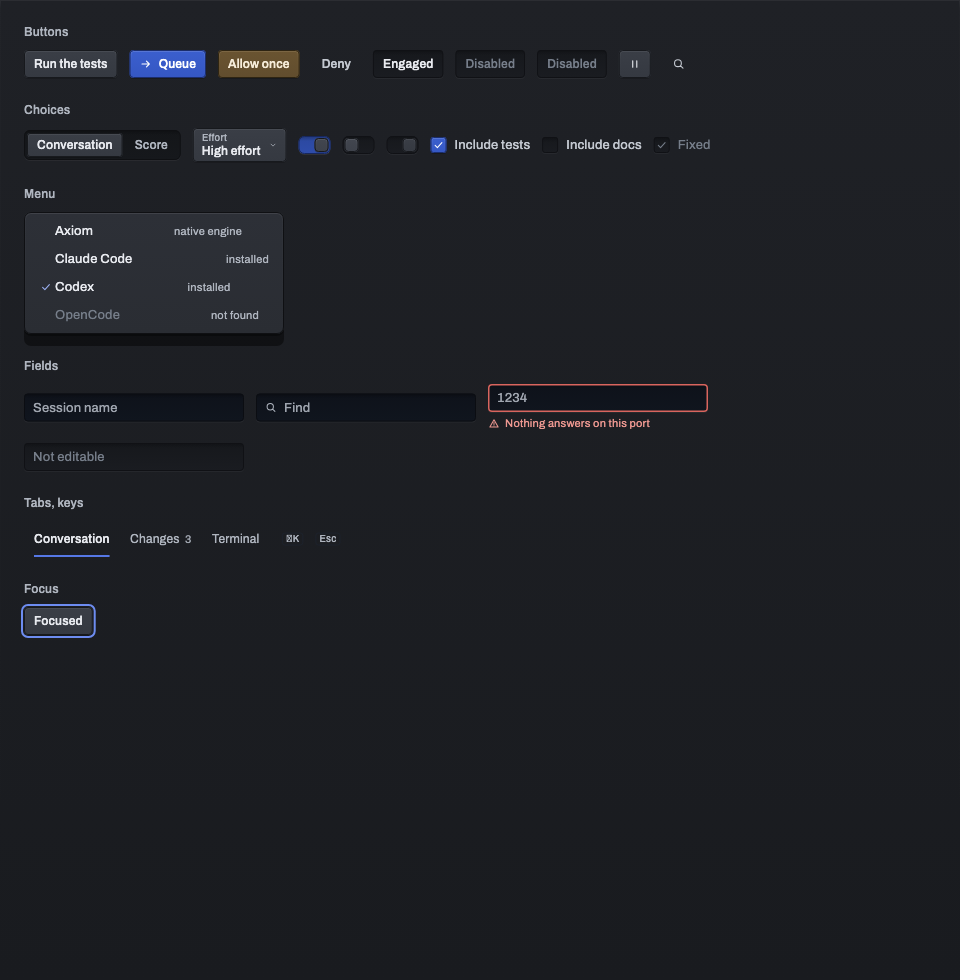 Buttons
Run the tests
Queue
Allow once
Deny
Engaged
Disabled
Disabled
Choices
Conversation
Score
Effort
High effort
Include tests
Include docs
Fixed
Menu
Axiom native engine
Claude Code installed
Codex installed
OpenCode not found
Fields
Session name
Find
1234
Nothing answers on this port
Not editable
Tabs, keys
Conversation
Changes 3
Terminal
K
Esc
Focus
Focused